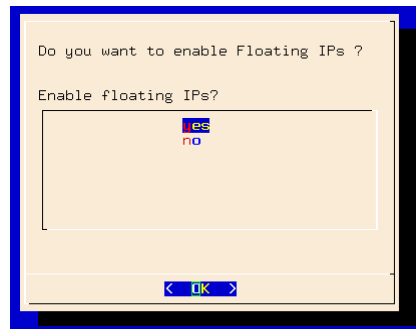 Do you want to enable Floating IPs ?
Enable floating IPs?
yes
no
< OK >